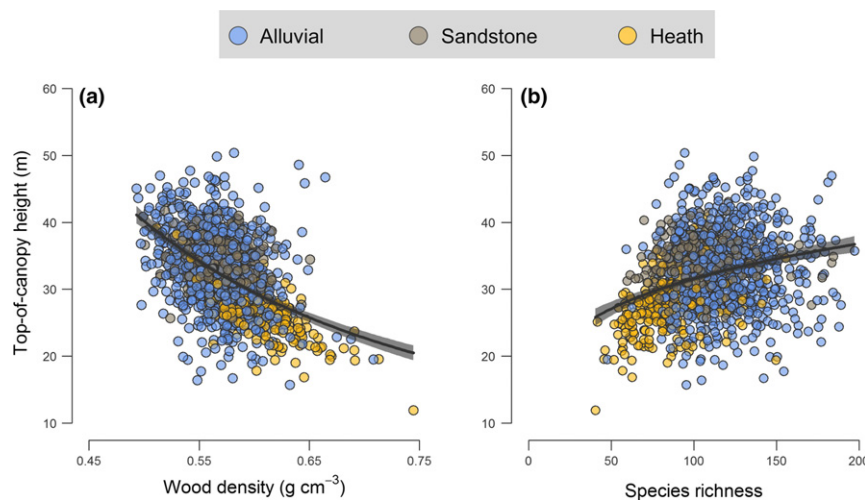 Alluvial Sandstone Heath
(a) (b)
60 60
50 50
40 40
30 30
20 20
10 10
Top-of-canopy height (m)
0.45 0.55 0.65 0.75 0 50 100 150 200
Wood density (g cm⁻³) Species richness